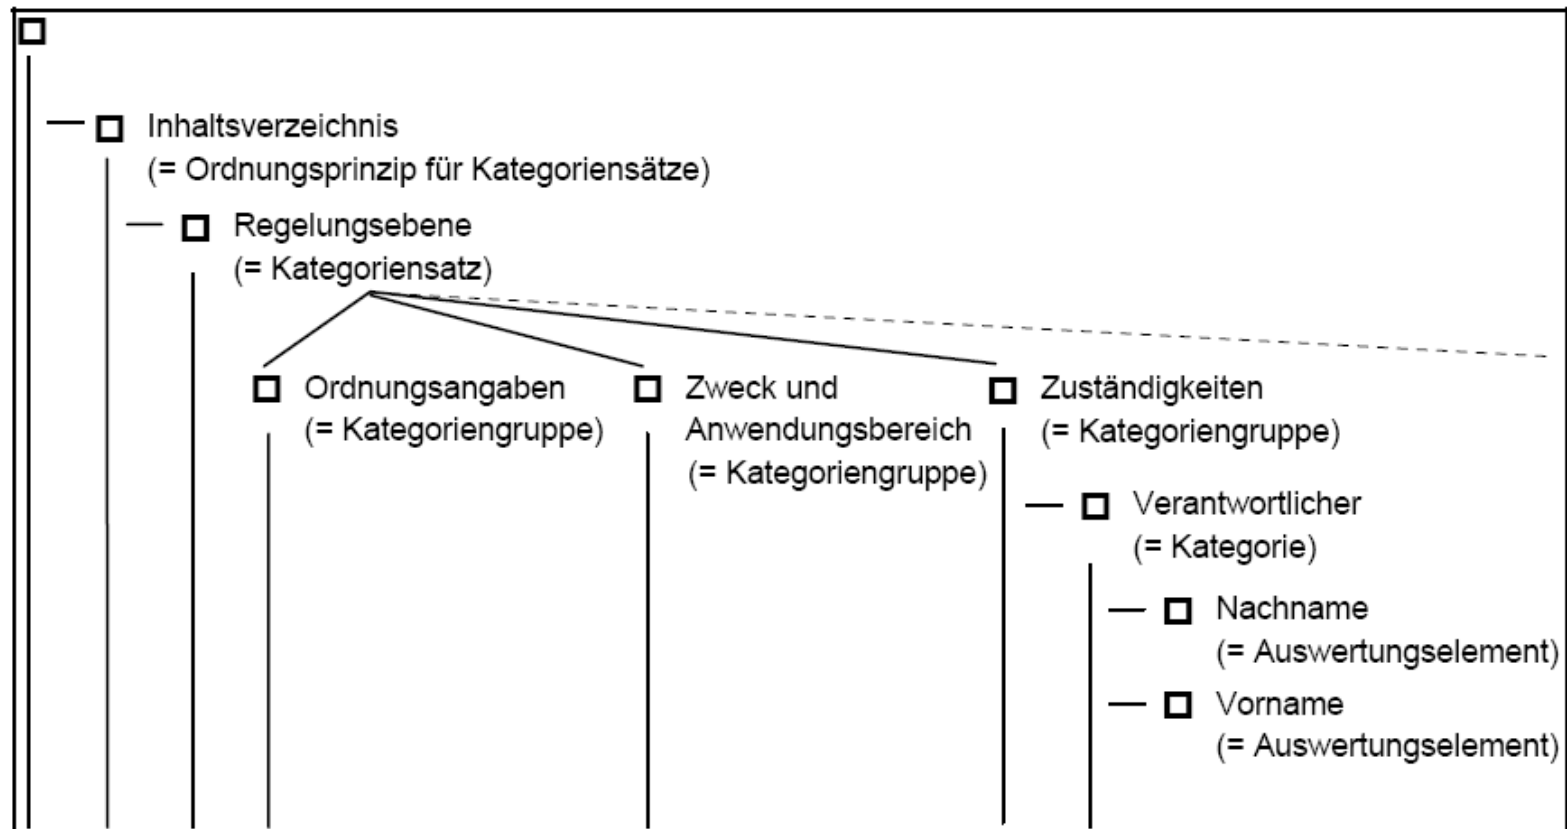 Inhaltsverzeichnis
(= Ordnungsprinzip für Kategoriensätze)
Regelungsebene
(= Kategoriensatz)
Ordnungsangaben
(= Kategoriengruppe)
Zweck und
Anwendungsbereich
(= Kategoriengruppe)
Zuständigkeiten
(= Kategoriengruppe)
Verantwortlicher
(= Kategorie)
Nachname
(= Auswertungselement)
Vorname
(= Auswertungselement)